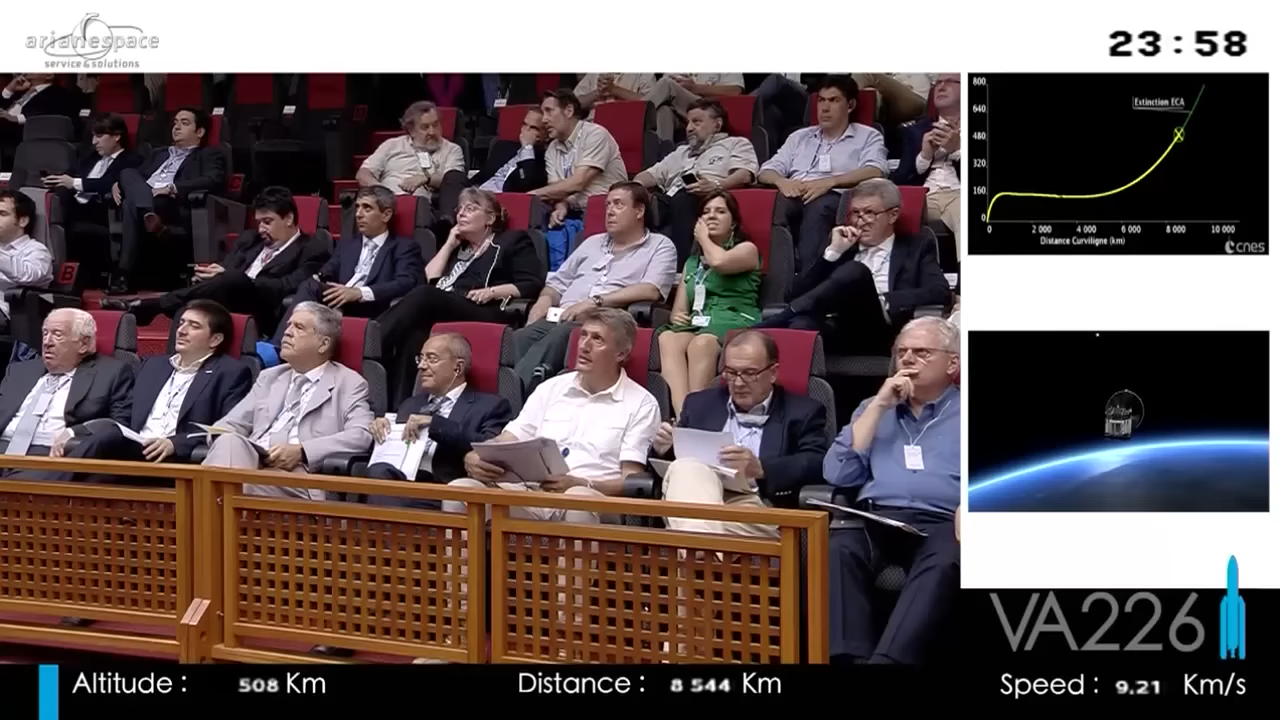 arianespace
service & solutions
23:58
800
640
480
320
160
0
Extinction ECA
0 2 000 4 000 6 000 8 000 10 000
Distance Curviligne (km)
cnes
B
VA226
Altitude : 508 Km Distance : 8 544 Km Speed : 9.21 Km/s